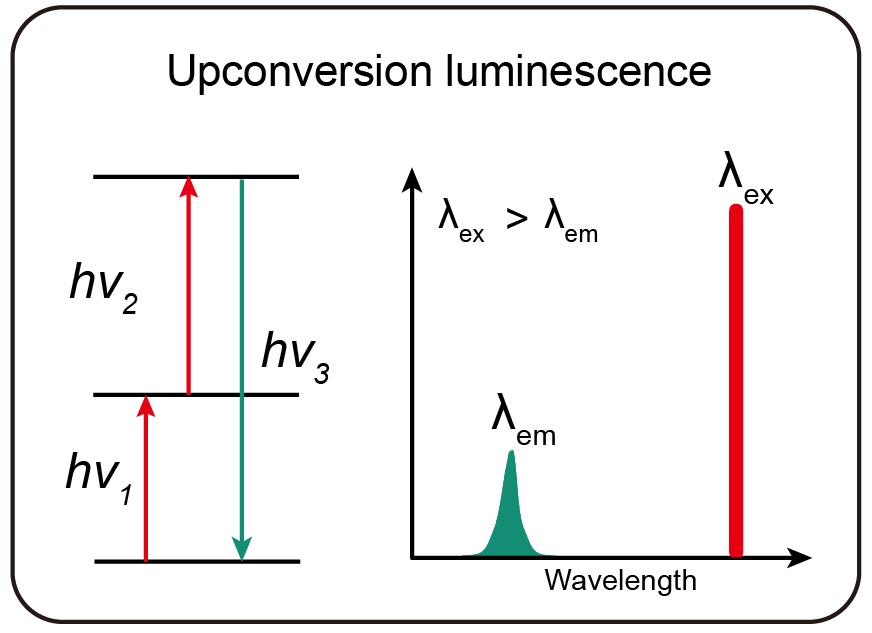 Upconversion luminescence
hv2
hv3
hv1
λex > λem
λex
λem
Wavelength